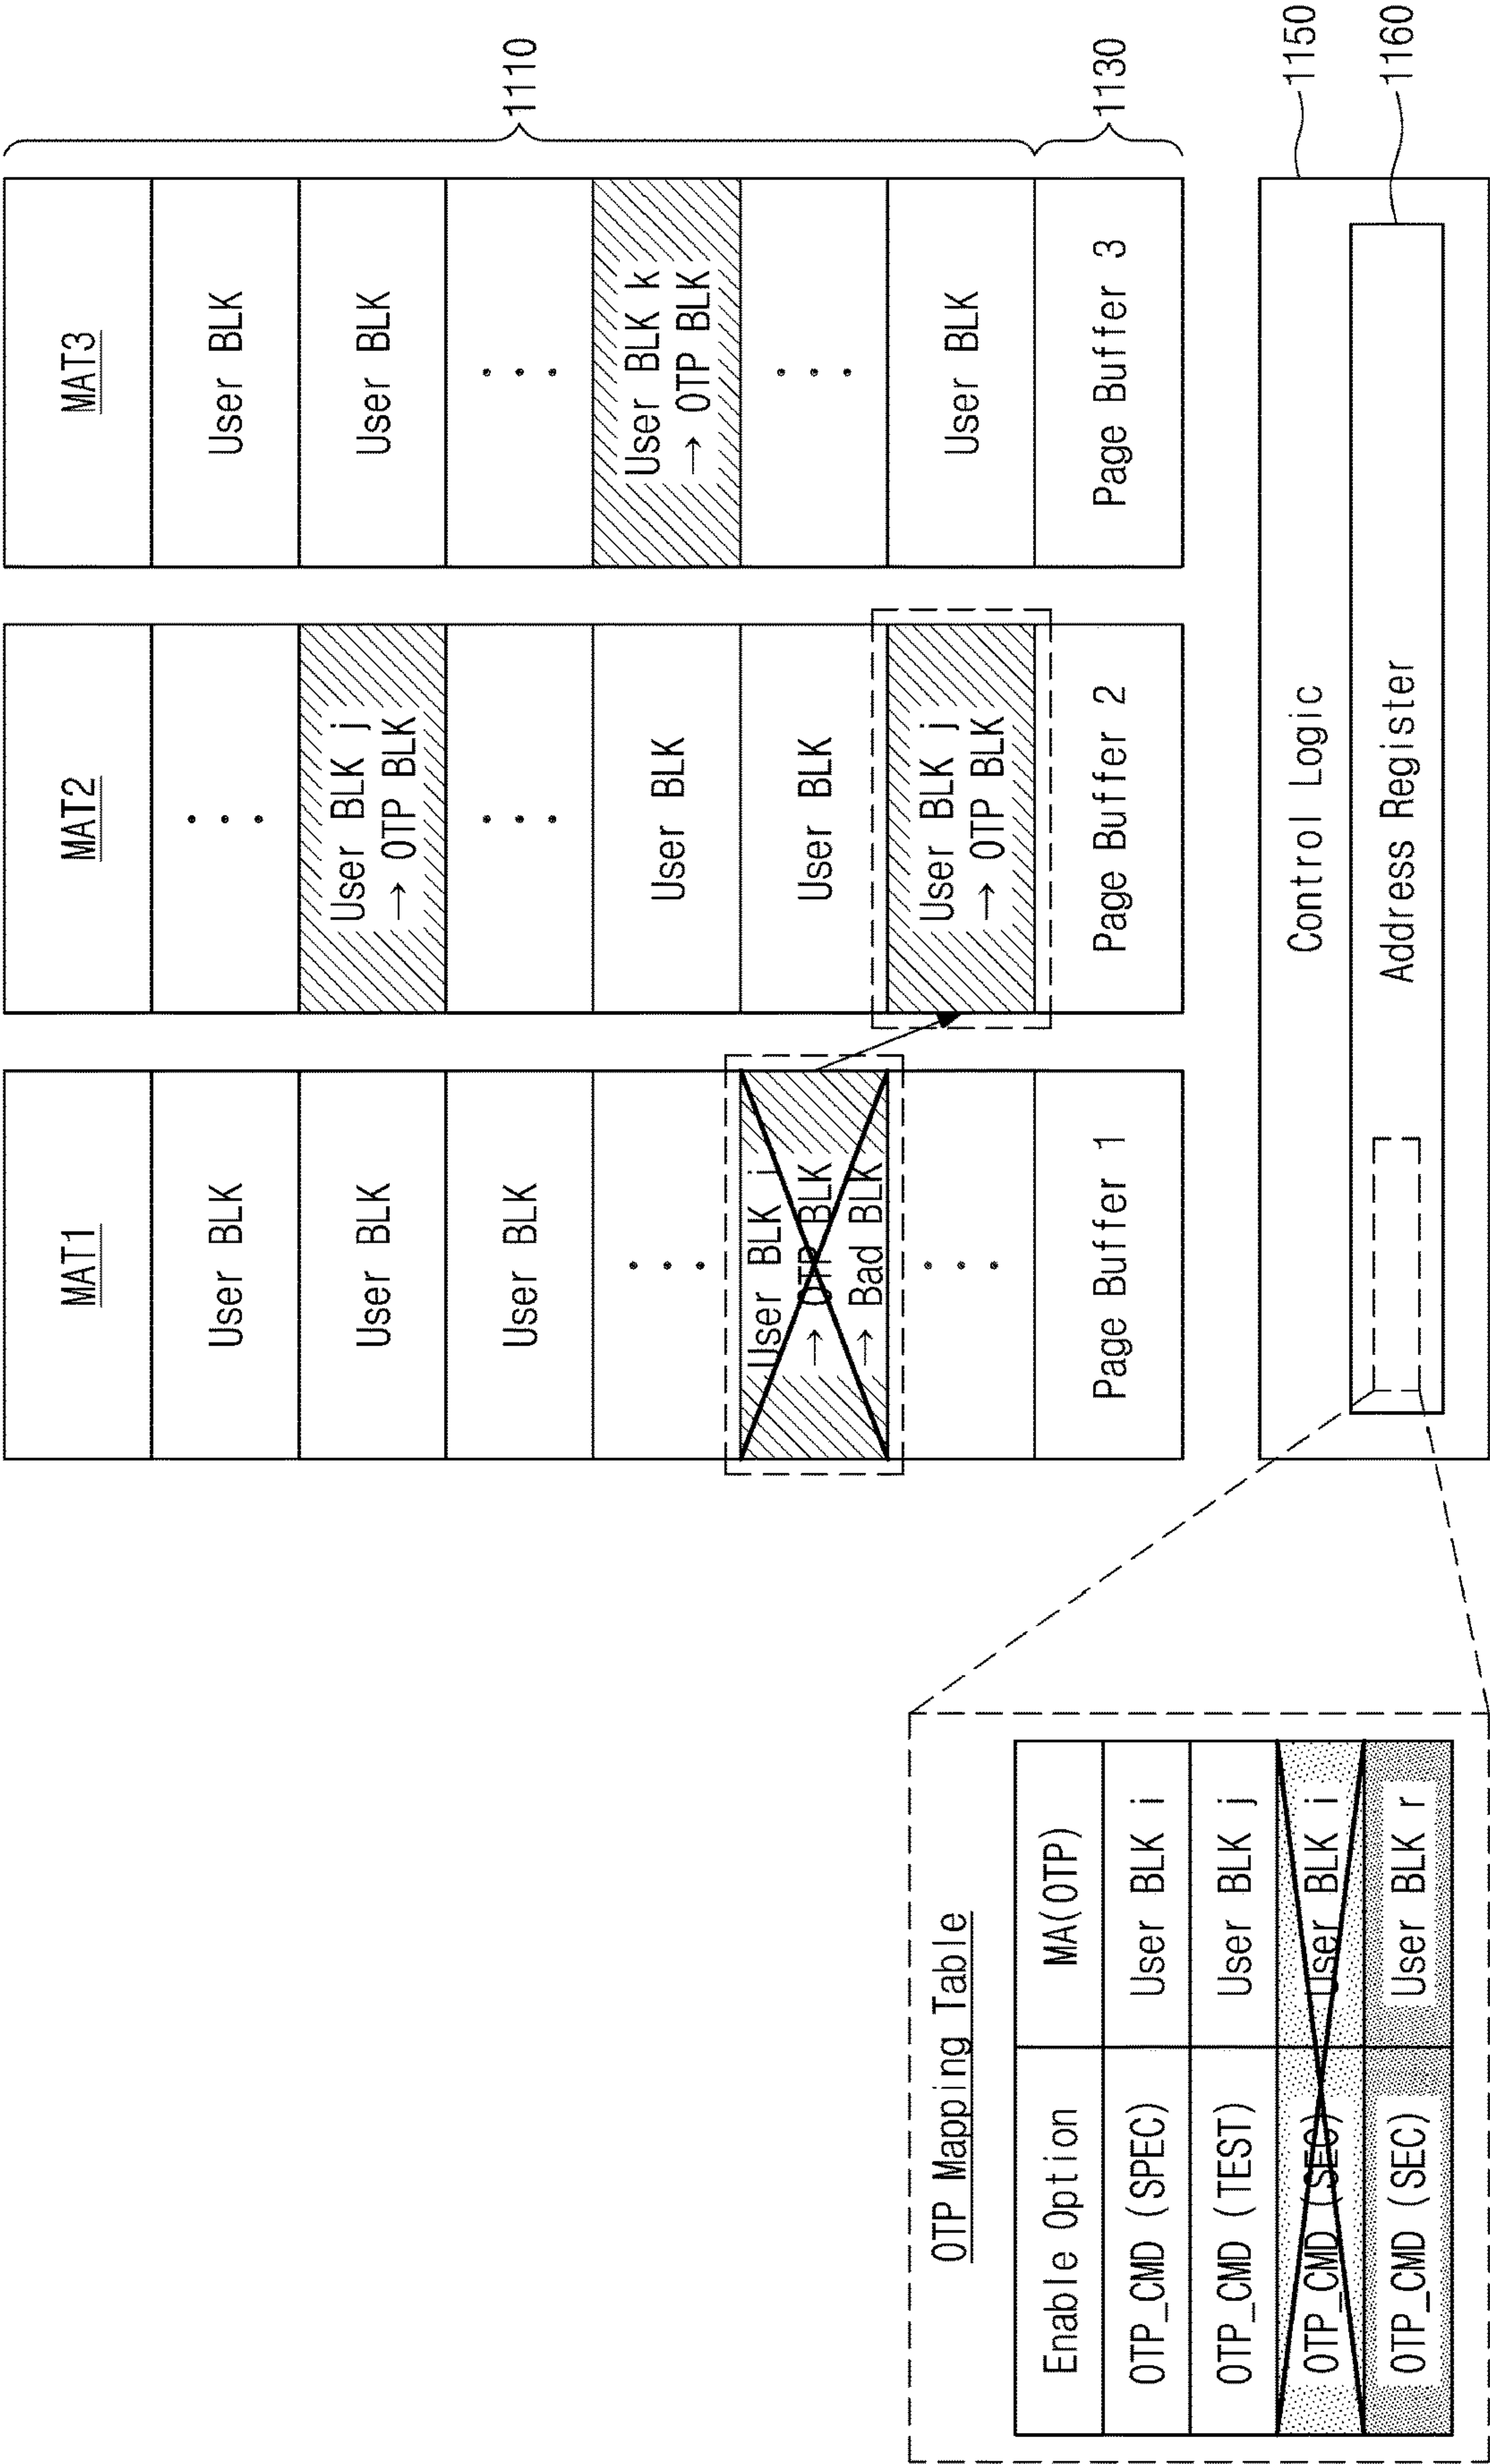 MAT1
User BLK
User BLK
User BLK
User BLK i
→ OTP BLK
→ Bad BLK
Page Buffer 1
MAT2
User BLK j
→ OTP BLK
User BLK
User BLK
User BLK j
→ OTP BLK
Page Buffer 2
MAT3
User BLK
User BLK
User BLK k
→ OTP BLK
User BLK
Page Buffer 3
1110
1130
Control Logic
1150
Address Register
1160
OTP Mapping Table
Enable Option MA(OTP)
OTP_CMD (SPEC) User BLK i
OTP_CMD (TEST) User BLK j
OTP_CMD (SEC) User BLK i
OTP_CMD (SEC) User BLK r